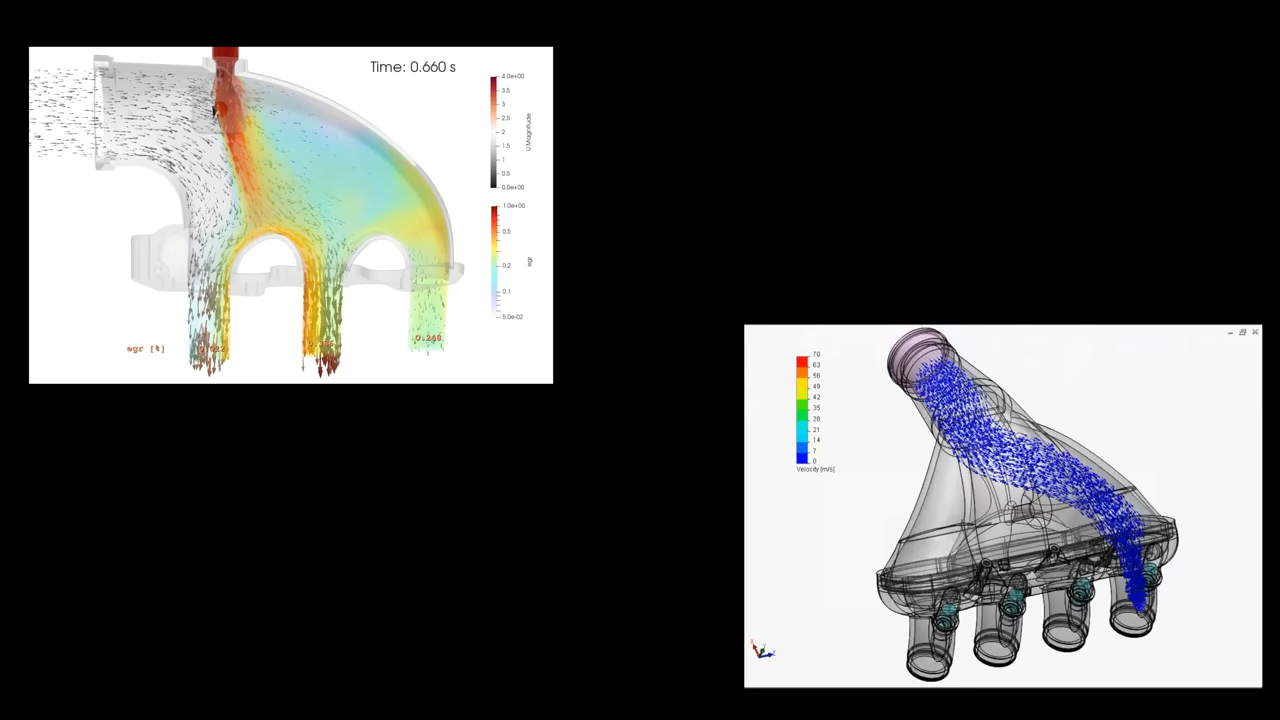 Time: 0.660 s
4.0e+00
3.5
3
2.5
2
1.5
1
0.5
0.0e+00
U Magnitude
1.0e+00
0.5
0.2
0.1
5.0e-02
egr
egr [%]
0.248
70
63
56
49
42
35
28
21
14
7
0
Velocity [m/s]